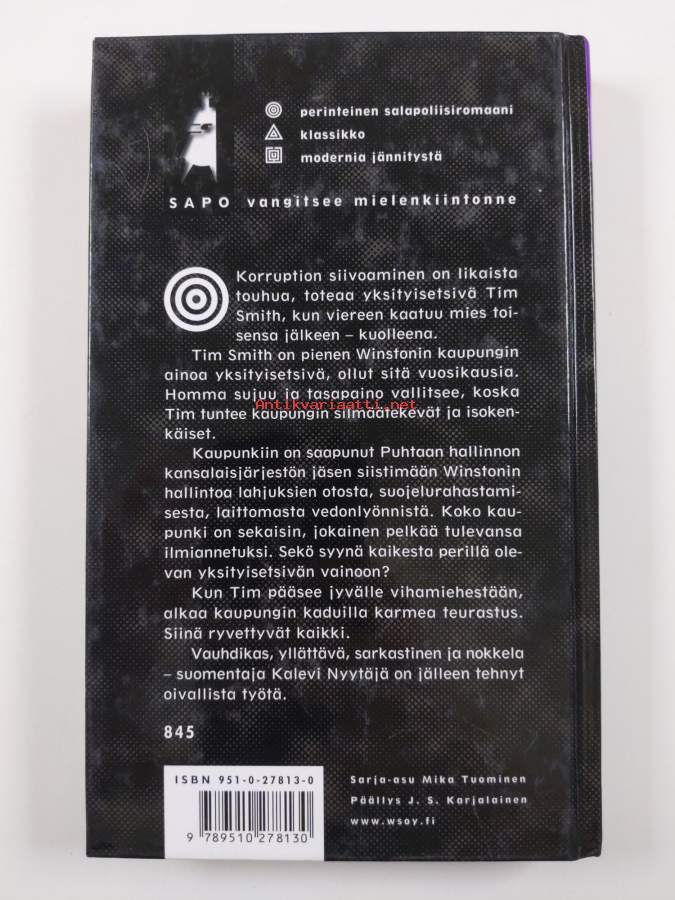 perinteinen salapoliisiromaani
klassikko
modernia jännitystä
SAPO vangitsee mielenkiintonne
Korruption siivoaminen on likaista
touhua, toteaa yksityisetsivä Tim
Smith, kun viereen kaatuu mies toi-
sensa jälkeen – kuolleena.
Tim Smith on pienen Winstonin kaupungin
ainoa yksityisetsivä, ollut sitä vuosikausia.
Homma sujuu ja tasapaino vallitsee, koska
Antikvariaatti.net
Tim tuntee kaupungin silmäätekevät ja isoken-
käiset.
Kaupunkiin on saapunut Puhtaan hallinnon
kansalaisjärjestön jäsen siistimään Winstonin
hallintoa lahjuksien otosta, suojelurahastami-
sesta, laittomasta vedonlyönnistä. Koko kau-
punki on sekaisin, jokainen pelkää tulevansa
ilmiannetuksi. Sekö syynä kaikesta perillä ole-
van yksityisetsivän vainoon?
Kun Tim pääsee jyvälle vihamiehestään,
alkaa kaupungin kaduilla karmea teurastus.
Siinä ryvettyvät kaikki.
Vauhdikas, yllättävä, sarkastinen ja nokkela
– suomentaja Kalevi Nyytäjä on jälleen tehnyt
oivallista työtä.
845
ISBN 951-0-27813-0
9 789510 278130
Sarja-asu Mika Tuominen
Päällys J. S. Karjalainen
www.wsoy.fi